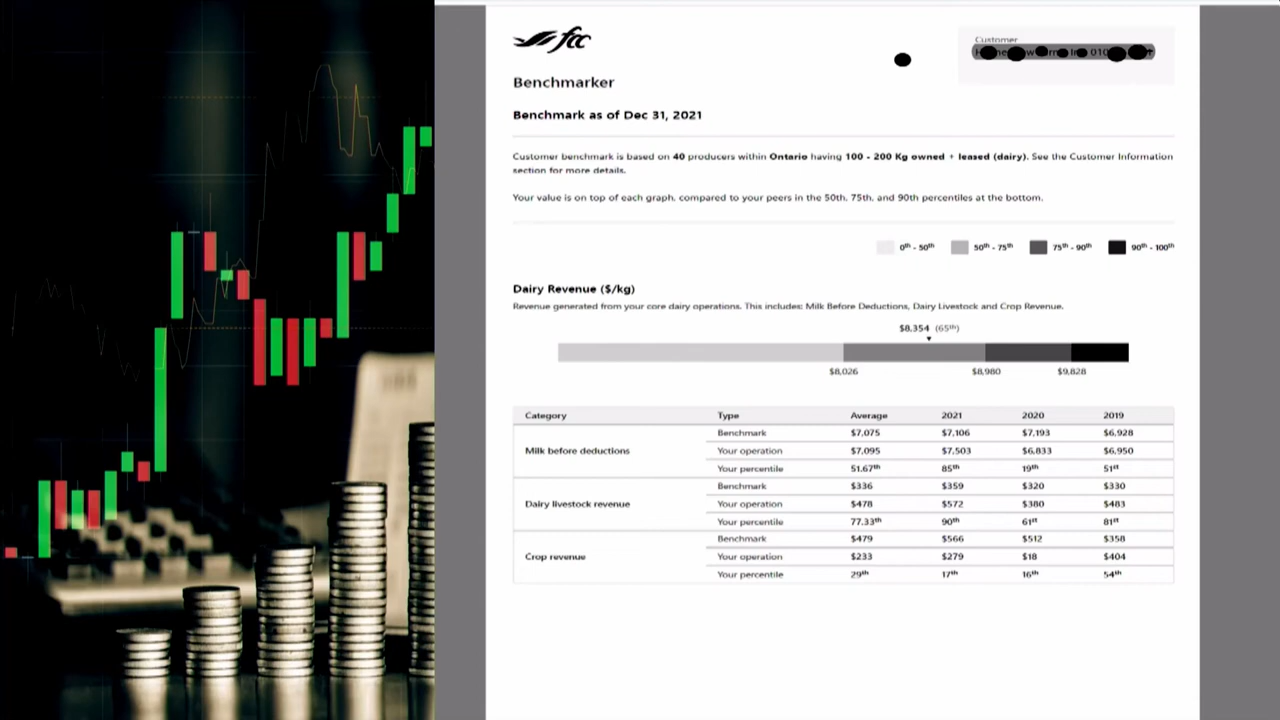 fcc
Customer
Benchmarker
Benchmark as of Dec 31, 2021
Customer benchmark is based on 40 producers within Ontario having 100 - 200 Kg owned + leased (dairy). See the Customer Information
section for more details.
Your value is on top of each graph, compared to your peers in the 50th, 75th, and 90th percentiles at the bottom.
0th - 50th 50th - 75th 75th - 90th 90th - 100th
Dairy Revenue ($/kg)
Revenue generated from your core dairy operations. This includes: Milk Before Deductions, Dairy Livestock and Crop Revenue.
$8,354 (65th)
$8,026 $8,980 $9,828
Category Type Average 2021 2020 2019
Benchmark $7,075 $7,106 $7,193 $6,928
Milk before deductions Your operation $7,095 $7,503 $6,833 $6,950
Your percentile 51.67th 85th 19th 51st
Benchmark $336 $359 $320 $330
Dairy livestock revenue Your operation $478 $572 $380 $483
Your percentile 77.33th 90th 61st 81st
Benchmark $479 $566 $512 $358
Crop revenue Your operation $233 $279 $18 $404
Your percentile 29th 17th 16th 54th